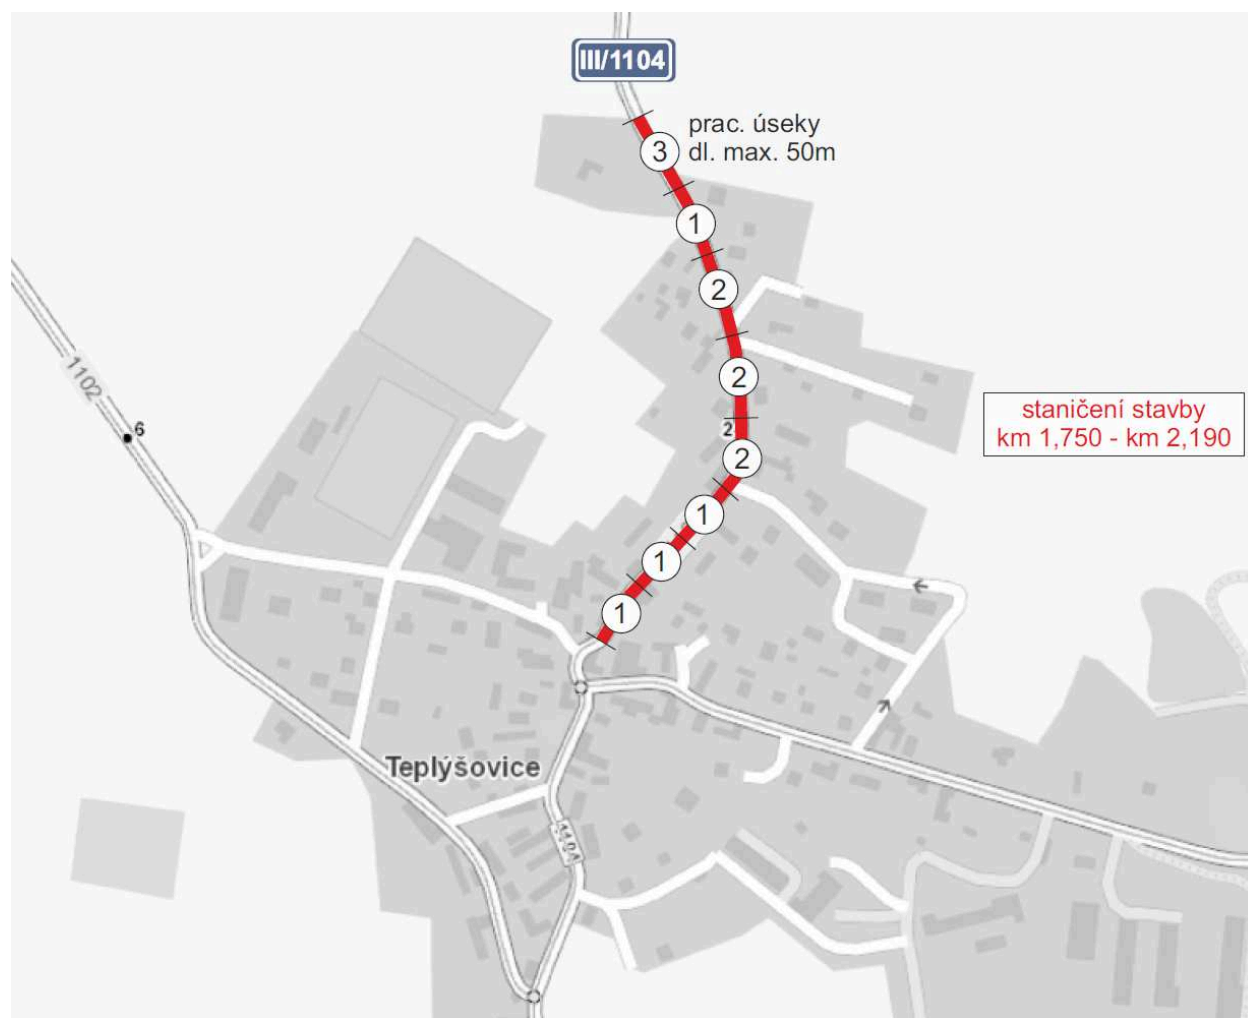 III/1104
prac. úseky
dl. max. 50m
3
1
2
2
2
2
1
1
1
staničení stavby
km 1,750 - km 2,190
1102
6
Teplýšovice
1104